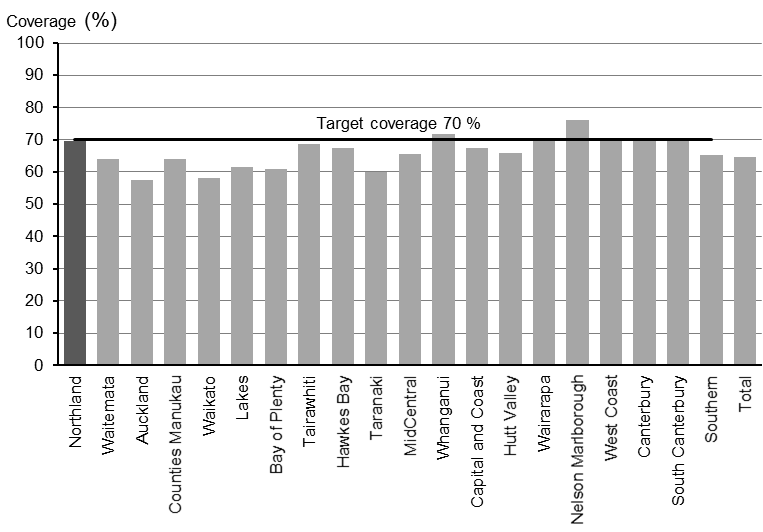 Coverage (%)
100
90
80
70
60
50
40
30
20
10
0
Target coverage 70 %
Northland
Waitemata
Auckland
Counties Manukau
Waikato
Lakes
Bay of Plenty
Tairawhiti
Hawkes Bay
Taranaki
MidCentral
Whanganui
Capital and Coast
Hutt Valley
Wairarapa
Nelson Marlborough
West Coast
Canterbury
South Canterbury
Southern
Total